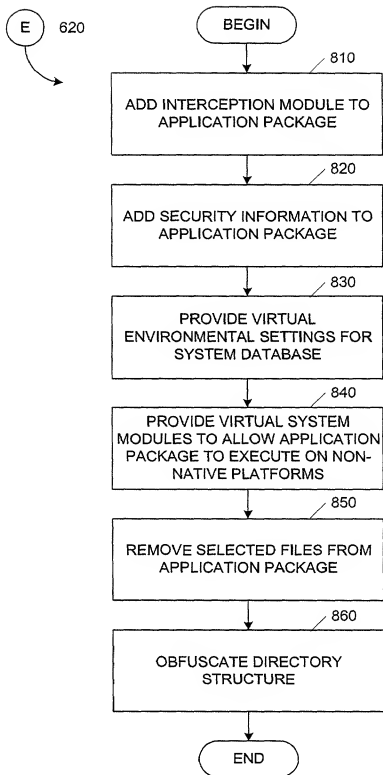 E 620
BEGIN
810
ADD INTERCEPTION MODULE TO
APPLICATION PACKAGE
820
ADD SECURITY INFORMATION TO
APPLICATION PACKAGE
830
PROVIDE VIRTUAL
ENVIRONMENTAL SETTINGS FOR
SYSTEM DATABASE
840
PROVIDE VIRTUAL SYSTEM
MODULES TO ALLOW APPLICATION
PACKAGE TO EXECUTE ON NON-
NATIVE PLATFORMS
850
REMOVE SELECTED FILES FROM
APPLICATION PACKAGE
860
OBFUSCATE DIRECTORY
STRUCTURE
END